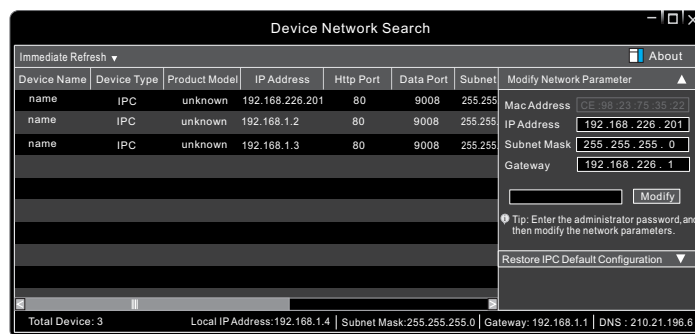 Device Network Search
Immediate Refresh ▼
About
Device Name Device Type Product Model IP Address Http Port Data Port Subnet
name IPC unknown 192.168.226.201 80 9008 255.255
name IPC unknown 192.168.1.2 80 9008 255.255.
name IPC unknown 192.168.1.3 80 9008 255.255.
Modify Network Parameter ▲
Mac Address CE :98 :23 :75 :35 :22
IP Address 192 .168 . 226 . 201
Subnet Mask 255 . 255 . 255 . 0
Gateway 192 .168 . 226 . 1
Modify
Tip: Enter the administrator password, and
then modify the network parameters.
Restore IPC Default Configuration ▼
Total Device: 3 Local IP Address:192.168.1.4 Subnet Mask:255.255.255.0 Gateway: 192.168.1.1 DNS : 210.21.196.6